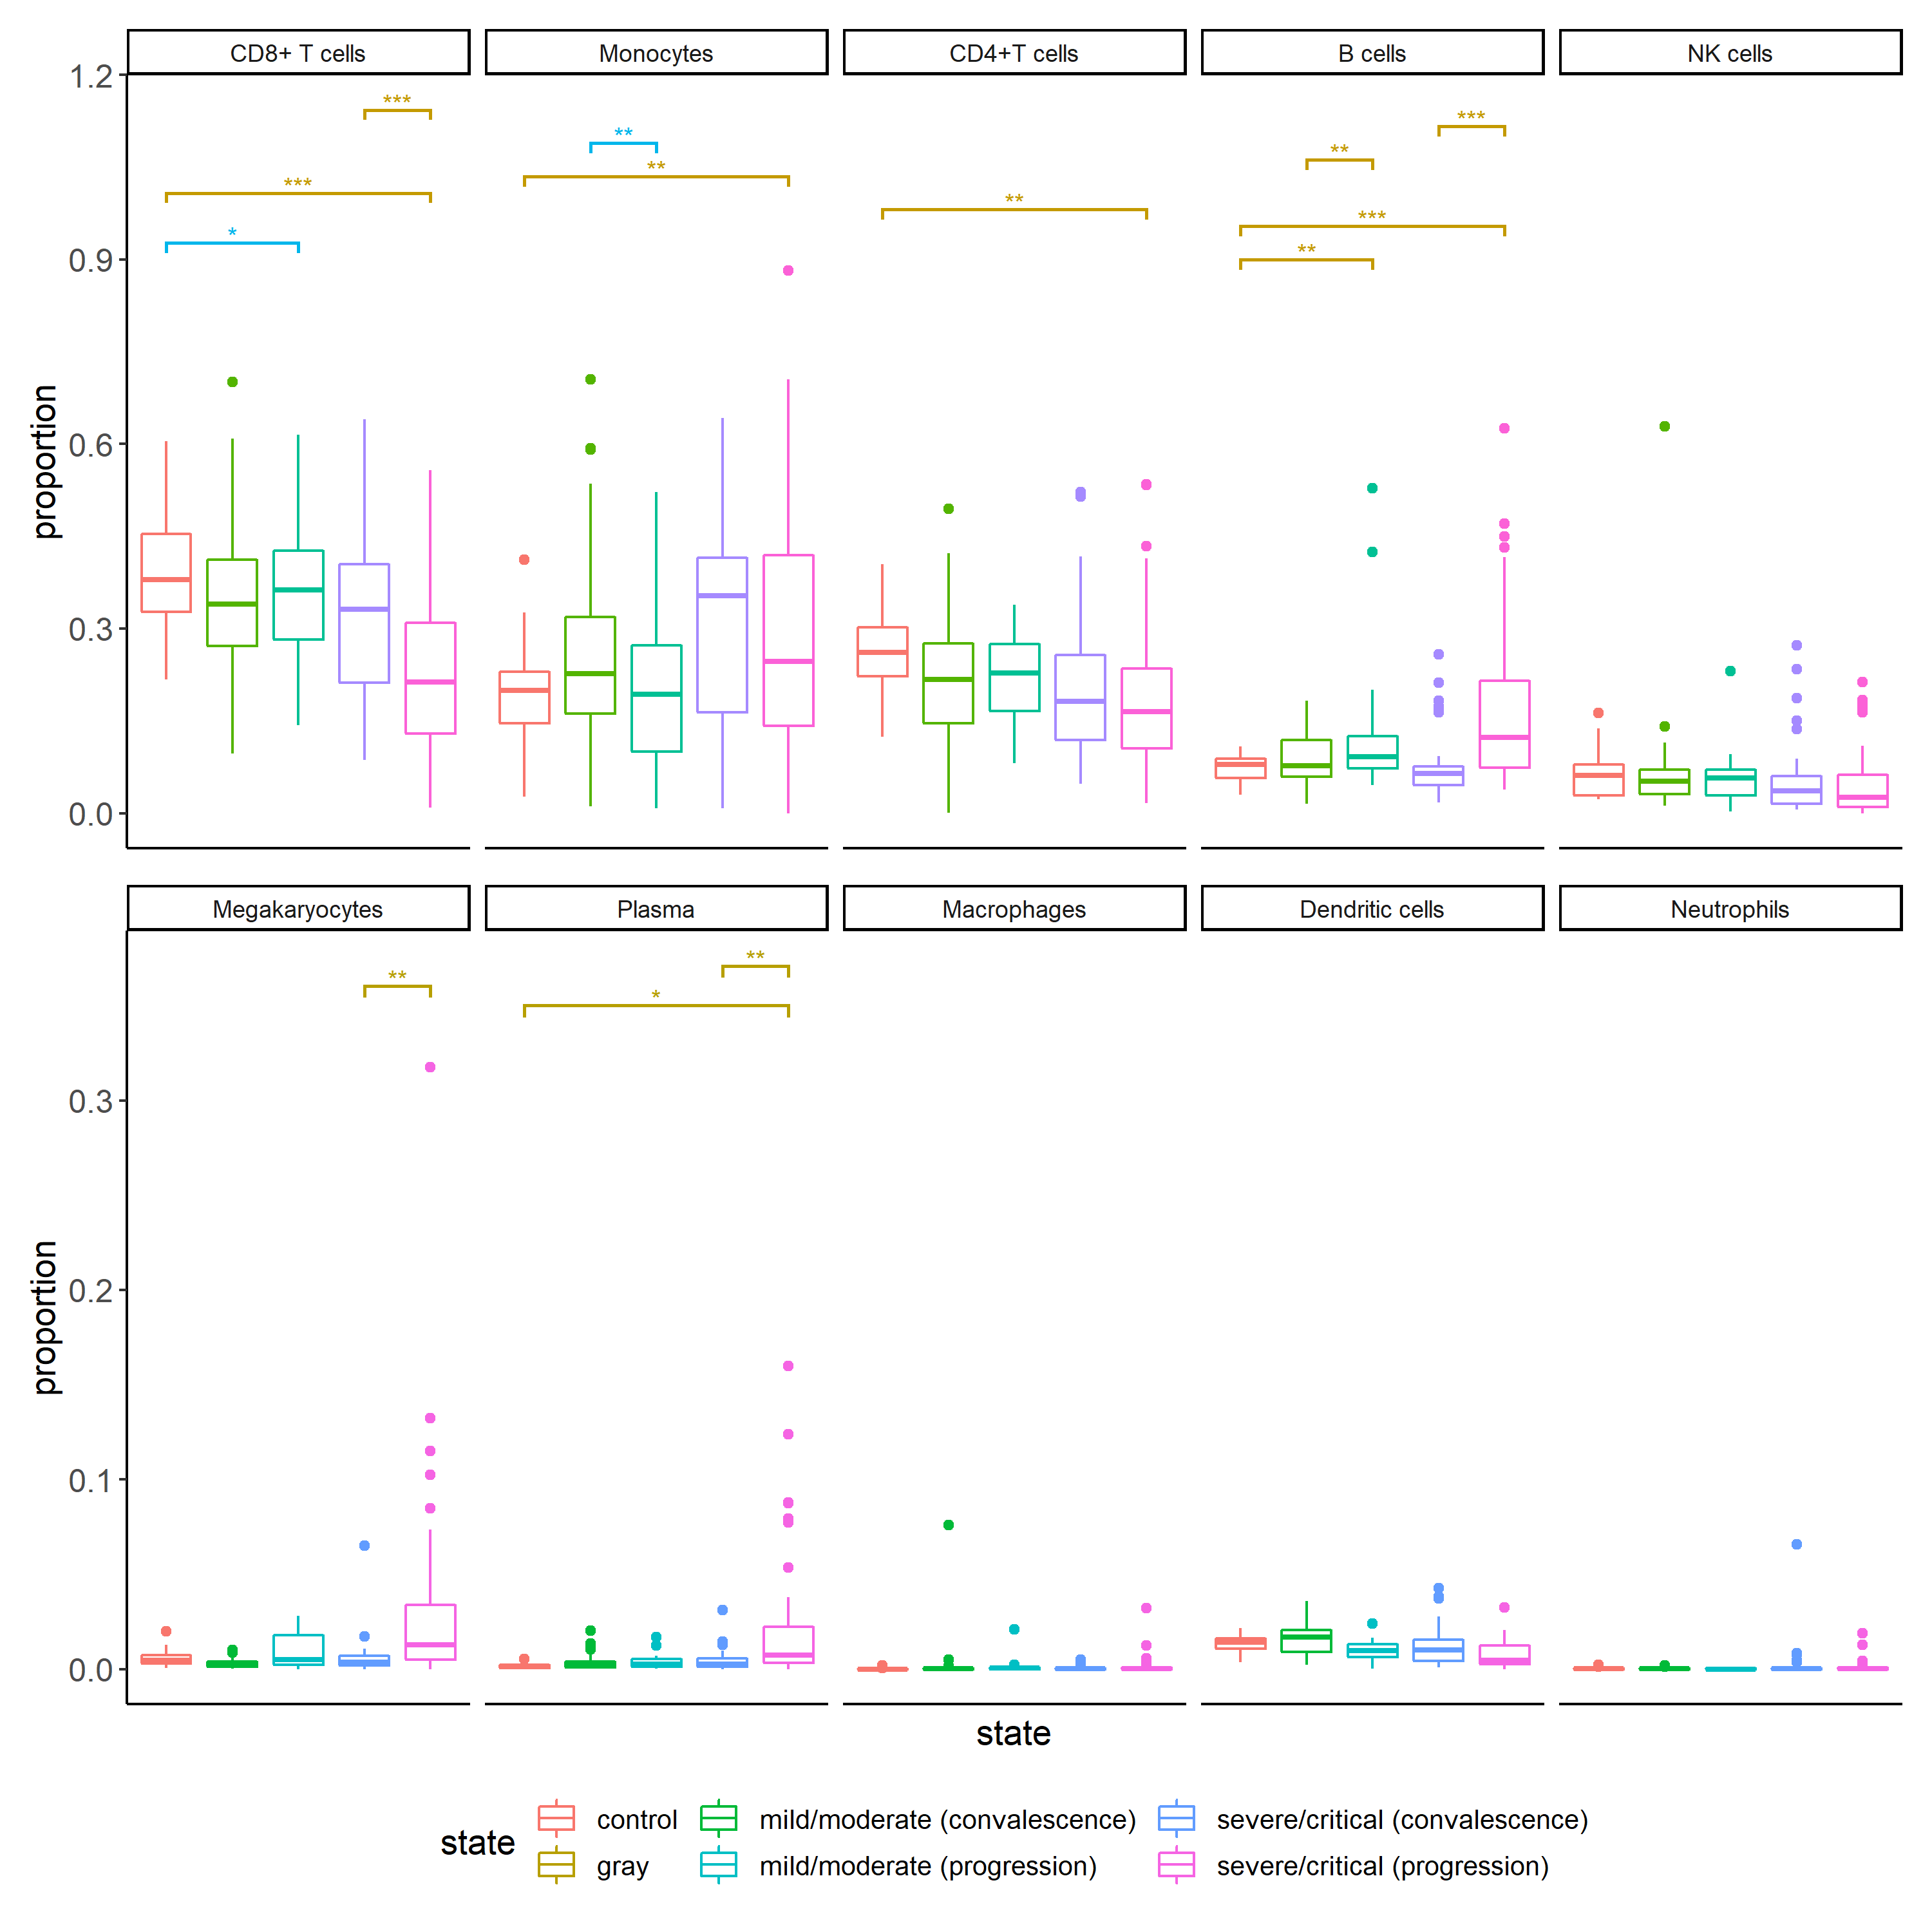 CD8+ T cells
Monocytes
CD4+T cells
B cells
NK cells
1.2
0.9
0.6
0.3
0.0
proportion
***
***
*
**
**
**
***
**
***
**
Megakaryocytes
Plasma
Macrophages
Dendritic cells
Neutrophils
0.3
0.2
0.1
0.0
proportion
**
**
*
state
state
control
mild/moderate (convalescence)
severe/critical (convalescence)
gray
mild/moderate (progression)
severe/critical (progression)